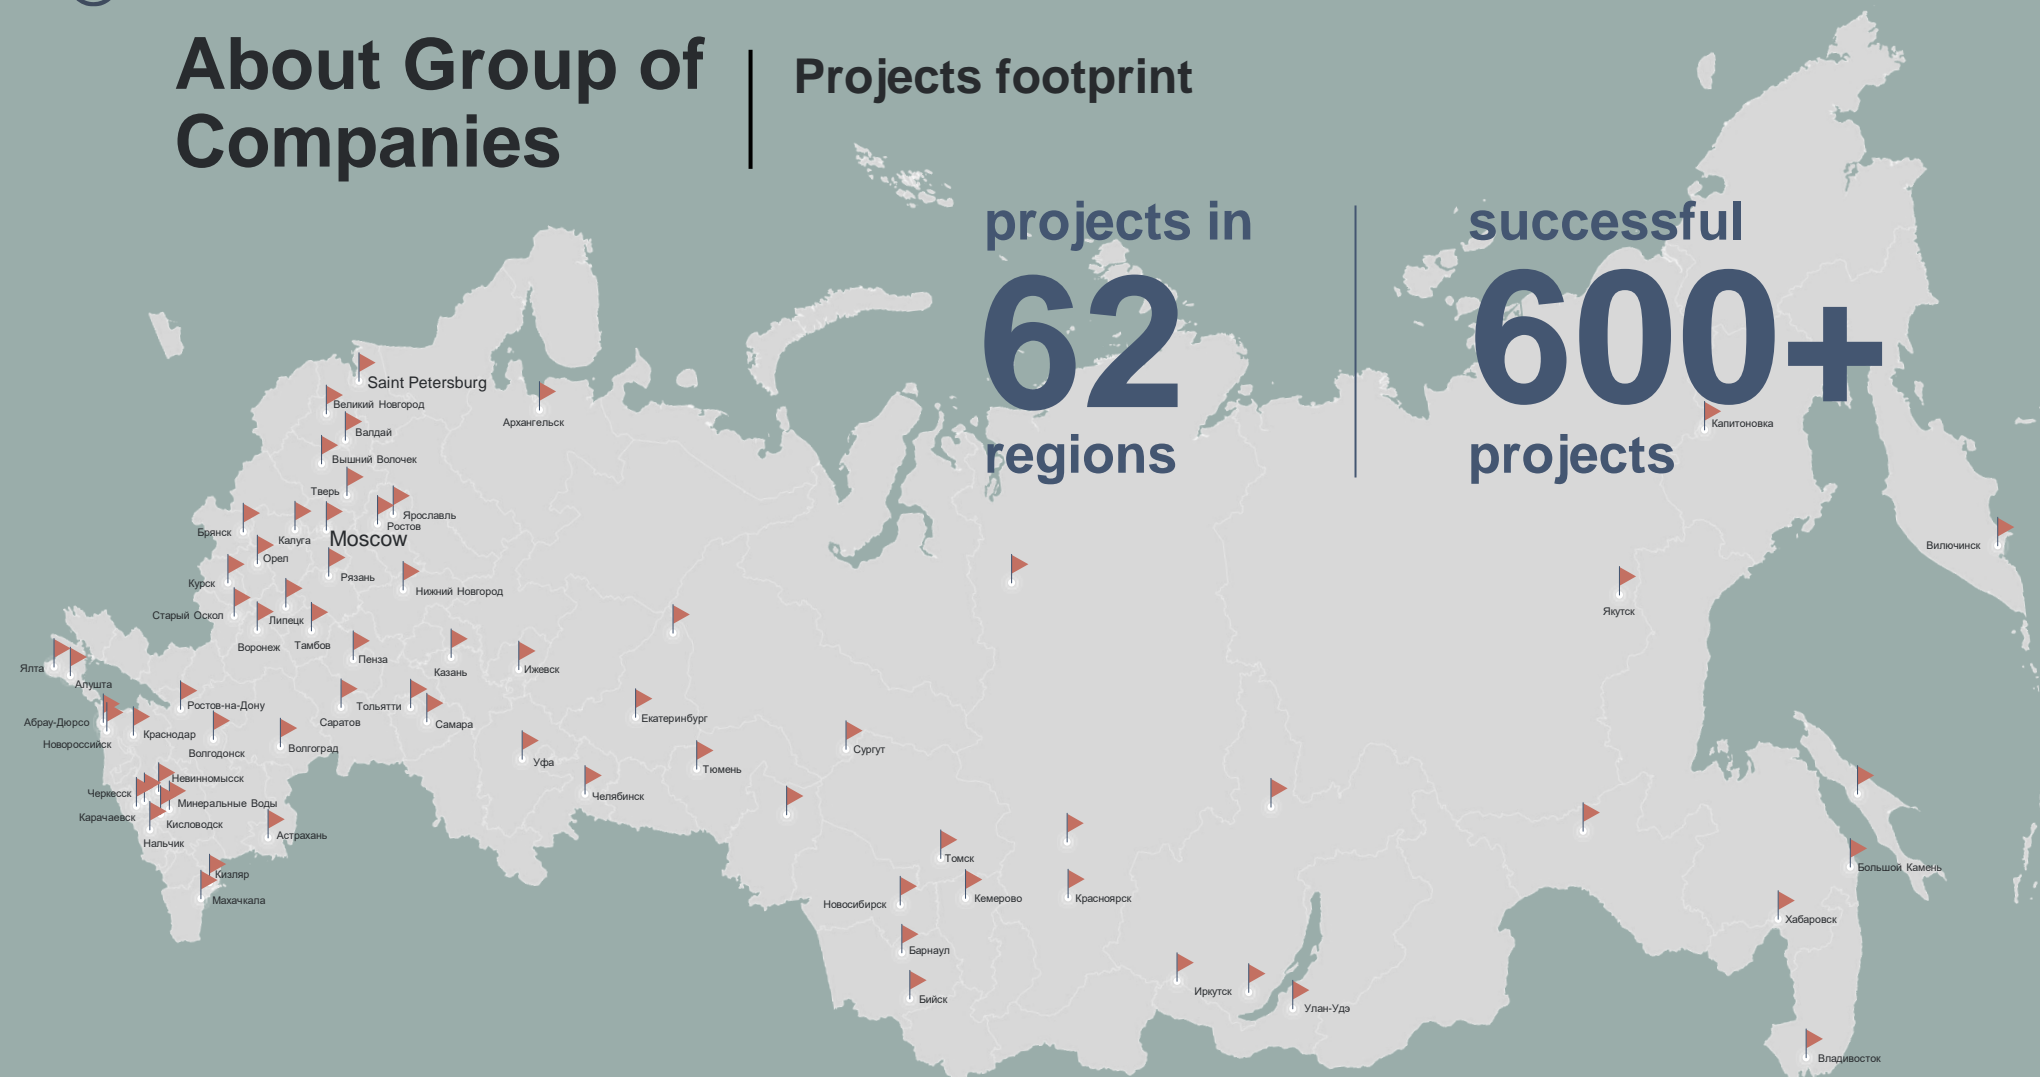 About Group of
Companies
Projects footprint
projects in
62
regions
successful
600+
projects
Saint Petersburg
Великий Новгород
Валдай
Архангельск
Капитоновка
Вышний Волочек
Тверь
Ярославль
Ростов
Брянск
Калуга
Moscow
Вилючинск
Орел
Рязань
Курск
Нижний Новгород
Якутск
Старый Оскол
Липецк
Воронеж
Тамбов
Пенза
Казань
Ижевск
Ялта
Алушта
Ростов-на-Дону
Тольятти
Абрау-Дюрсо
Саратов
Самара
Екатеринбург
Краснодар
Новороссийск
Волгодонск
Волгоград
Сургут
Уфа
Тюмень
Невинномысск
Черкесск
Челябинск
Минеральные Воды
Карачаевск
Кисловодск
Астрахань
Нальчик
Томск
Большой Камень
Кизляр
Махачкала
Новосибирск
Кемерово
Красноярск
Хабаровск
Барнаул
Иркутск
Бийск
Улан-Удэ
Владивосток